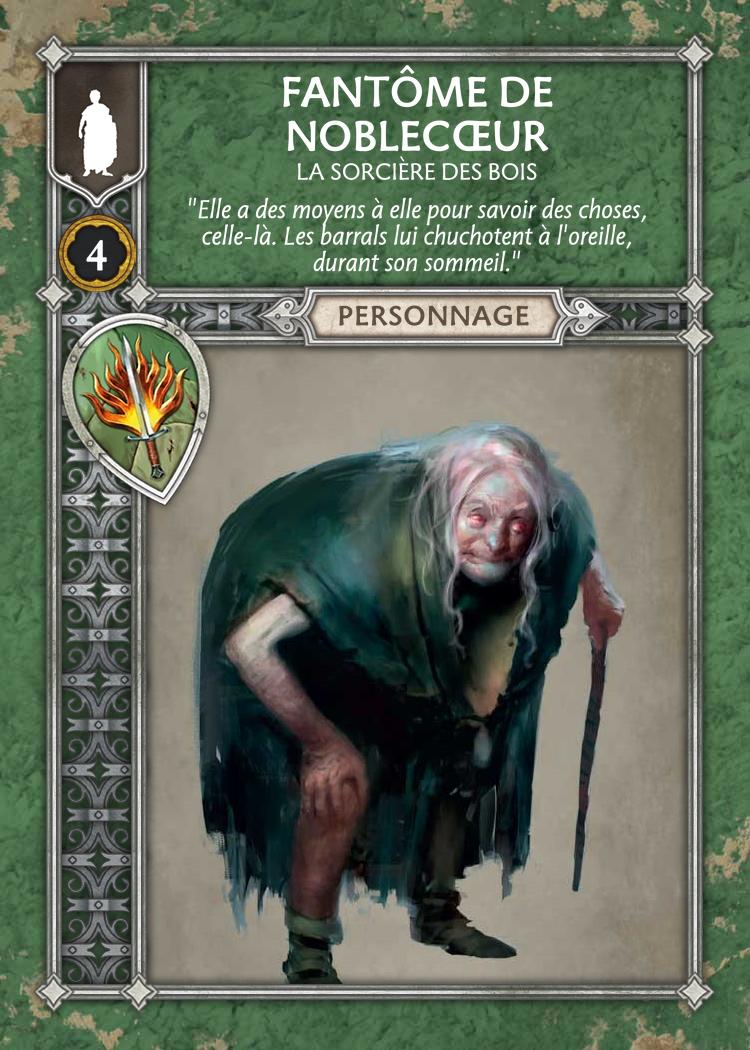 FANTÔME DE
NOBLECŒUR
LA SORCIÈRE DES BOIS
"Elle a des moyens à elle pour savoir des choses,
celle-là. Les barrals lui chuchotent à l'oreille,
durant son sommeil."
4
PERSONNAGE